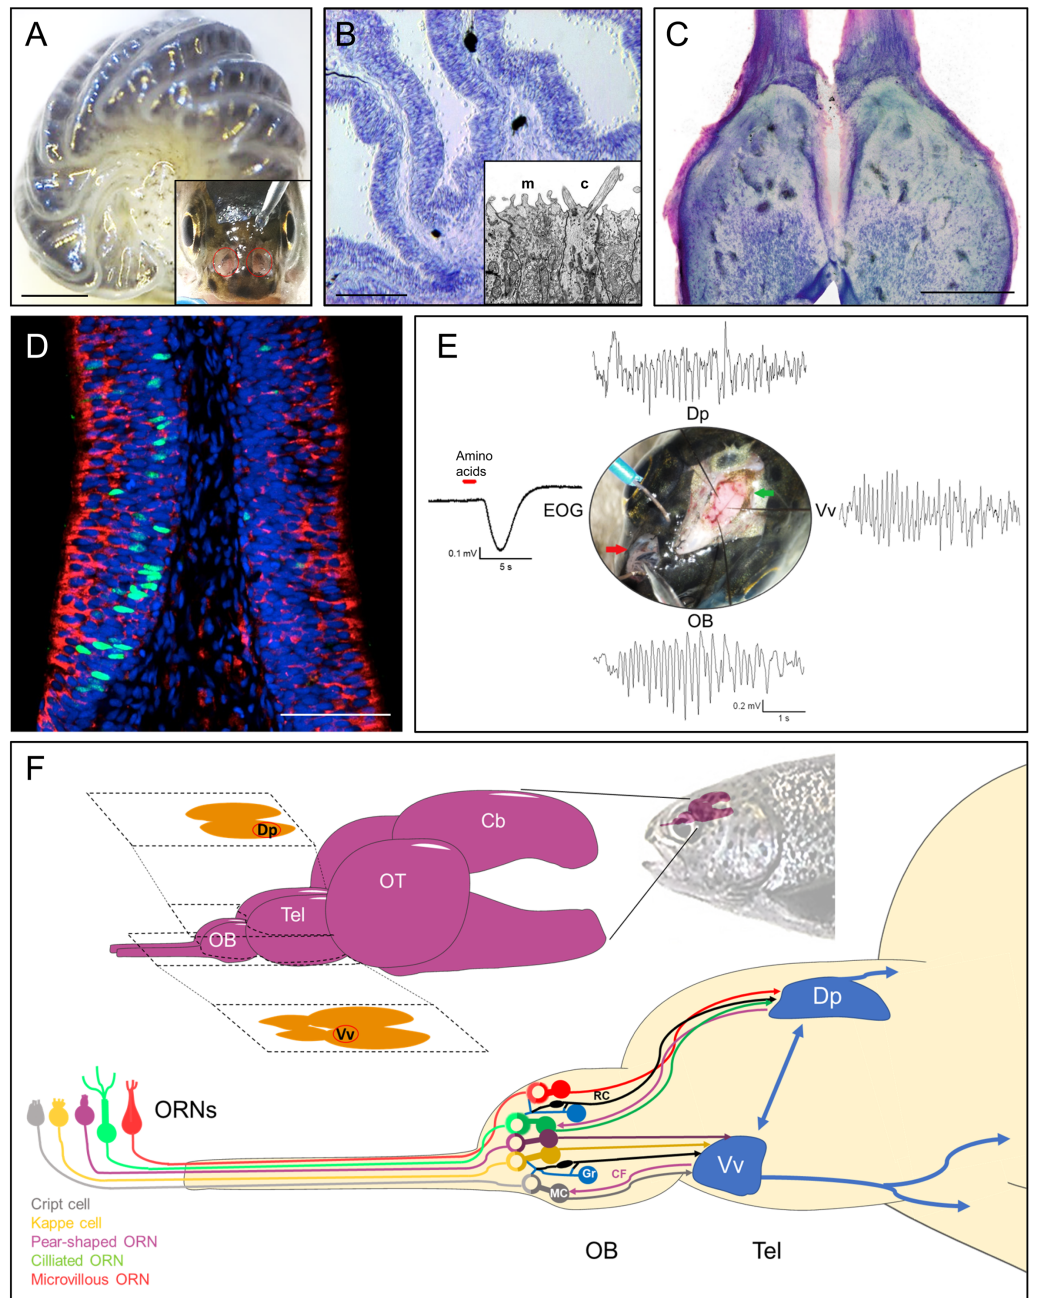 A
B
m
c
C
D
E
Dp
Amino
acids
EOG
Vv
0.1 mV
5 s
OB
0.2 mV
1 s
F
Cb
Dp
OT
Tel
OB
Vv
Dp
ORNs
RC
Vv
Gr
CF
MC
Cript cell
Kappe cell
Pear-shaped ORN
Cilliated ORN
Microvillous ORN
OB
Tel